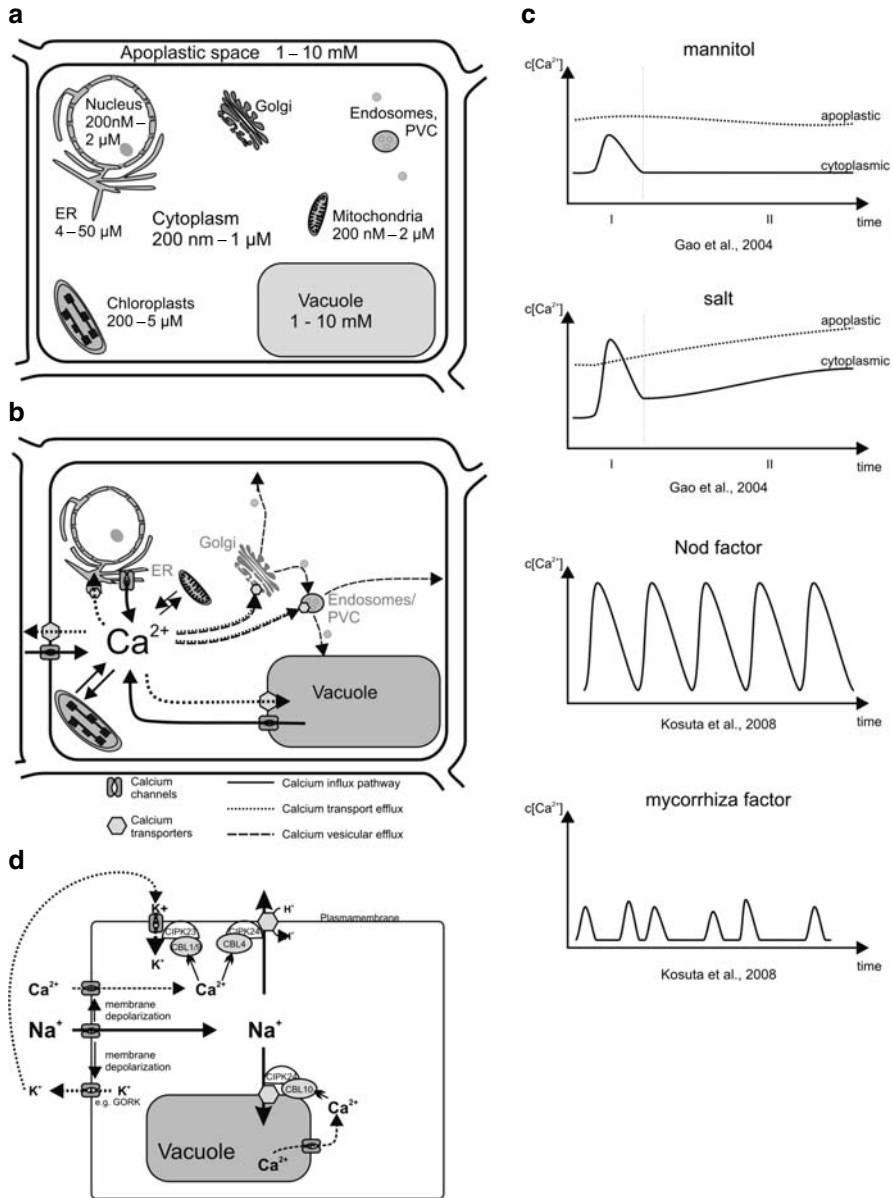 a
Apoplastic space 1 – 10 mM
Nucleus
200nM –
2 µM
Golgi
Endosomes,
PVC
ER
4 – 50 µM
Cytoplasm
200 nm – 1 µM
Mitochondria
200 nM – 2 µM
Chloroplasts
200 – 5 µM
Vacuole
1 - 10 mM
b
ER
Golgi
Endosomes/
PVC
Ca²⁺
Vacuole
Calcium
channels
Calcium
transporters
Calcium influx pathway
Calcium transport efflux
Calcium vesicular efflux
d
K+
K⁺
CIPK23
CBL1/9
CIPK24
CBL4
H⁺
H⁺
Plasmamembrane
Ca²⁺
Ca²⁺
membrane
depolarization
Na⁺
Na⁺
membrane
depolarization
K⁺
K⁺
e.g. GORK
CIPK24
CBL10
Ca²⁺
Vacuole
Ca²⁺
c
mannitol
c[Ca²⁺]
apoplastic
cytoplasmic
I
II
time
Gao et al., 2004
salt
c[Ca²⁺]
apoplastic
cytoplasmic
I
II
time
Gao et al., 2004
Nod factor
c[Ca²⁺]
time
Kosuta et al., 2008
mycorrhiza factor
c[Ca²⁺]
time
Kosuta et al., 2008